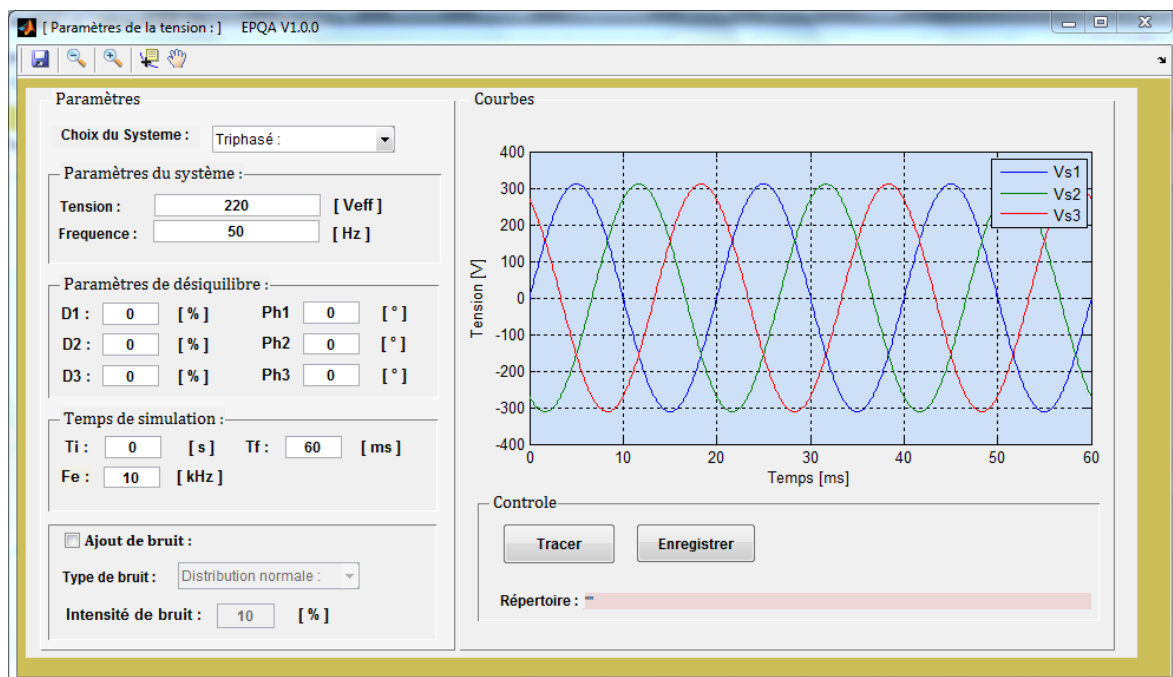 [ Paramètres de la tension : ] EPQA V1.0.0
Paramètres
Choix du Systeme : Triphasé :
Paramètres du système :
Tension : 220 [ Veff ]
Frequence : 50 [ Hz ]
Paramètres de désiquilibre :
D1 : 0 [ % ] Ph1 0 [ ° ]
D2 : 0 [ % ] Ph2 0 [ ° ]
D3 : 0 [ % ] Ph3 0 [ ° ]
Temps de simulation :
Ti : 0 [ s ] Tf : 60 [ ms ]
Fe : 10 [ kHz ]
Ajout de bruit :
Type de bruit : Distribution normale :
Intensité de bruit : 10 [ % ]
Courbes
400
300
200
100
0
-100
-200
-300
-400
Tension [V]
Vs1
Vs2
Vs3
0 10 20 30 40 50 60
Temps [ms]
Controle
Tracer Enregistrer
Répertoire : ""